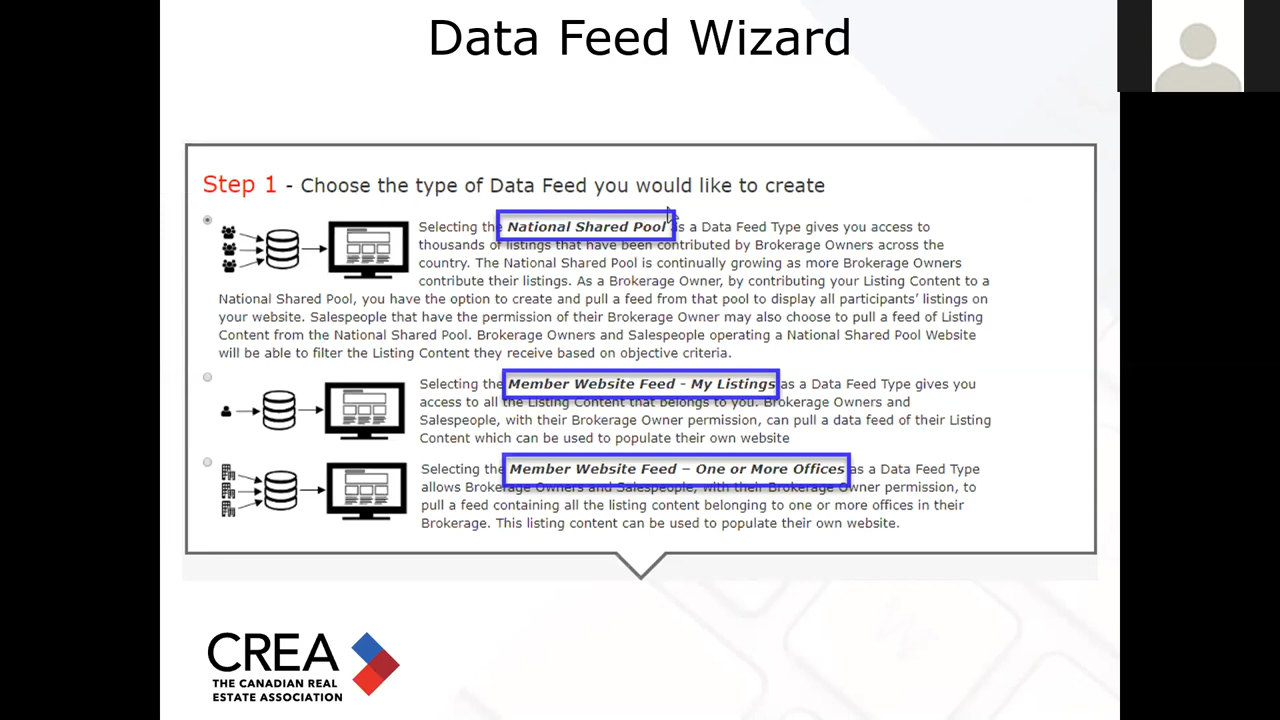 Data Feed Wizard
Step 1 - Choose the type of Data Feed you would like to create
Selecting the National Shared Pool as a Data Feed Type gives you access to
thousands of listings that have been contributed by Brokerage Owners across the
country. The National Shared Pool is continually growing as more Brokerage Owners
contribute their listings. As a Brokerage Owner, by contributing your Listing Content to a
National Shared Pool, you have the option to create and pull a feed from that pool to display all participants' listings on
your website. Salespeople that have the permission of their Brokerage Owner may also choose to pull a feed of Listing
Content from the National Shared Pool. Brokerage Owners and Salespeople operating a National Shared Pool Website
will be able to filter the Listing Content they receive based on objective criteria.
Selecting the Member Website Feed - My Listings as a Data Feed Type gives you
access to all the Listing Content that belongs to you. Brokerage Owners and
Salespeople, with their Brokerage Owner permission, can pull a data feed of their Listing
Content which can be used to populate their own website
Selecting the Member Website Feed – One or More Offices as a Data Feed Type
allows Brokerage Owners and Salespeople, with their Brokerage Owner permission, to
pull a feed containing all the listing content belonging to one or more offices in their
Brokerage. This listing content can be used to populate their own website.
CREA
THE CANADIAN REAL
ESTATE ASSOCIATION